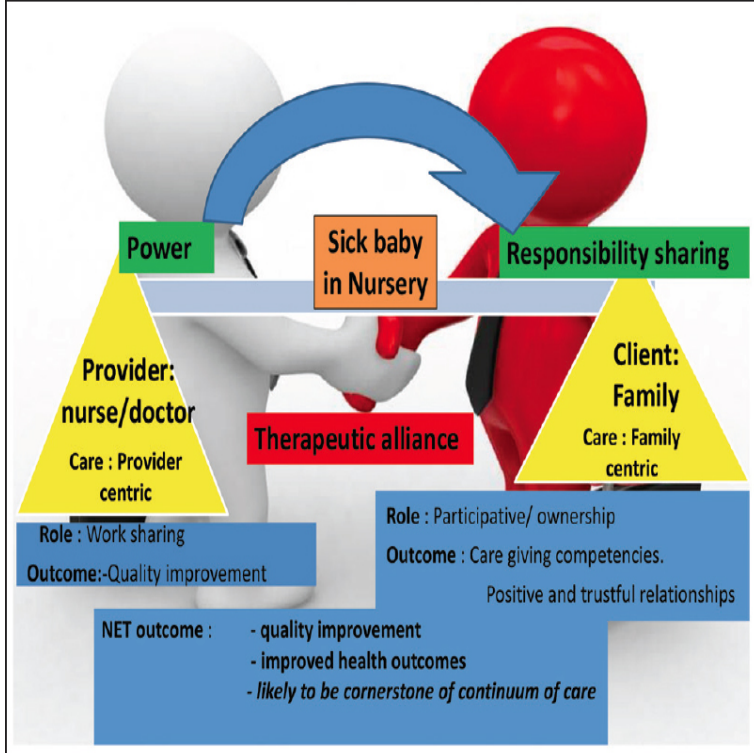 Power
Sick baby
in Nursery
Responsibility sharing
Provider:
nurse/doctor
Care : Provider
centric
Client:
Family
Care : Family
centric
Therapeutic alliance
Role : Work sharing
Outcome:-Quality improvement
Role : Participative/ ownership
Outcome : Care giving competencies.
Positive and trustful relationships
NET outcome : - quality improvement
- improved health outcomes
- likely to be cornerstone of continuum of care